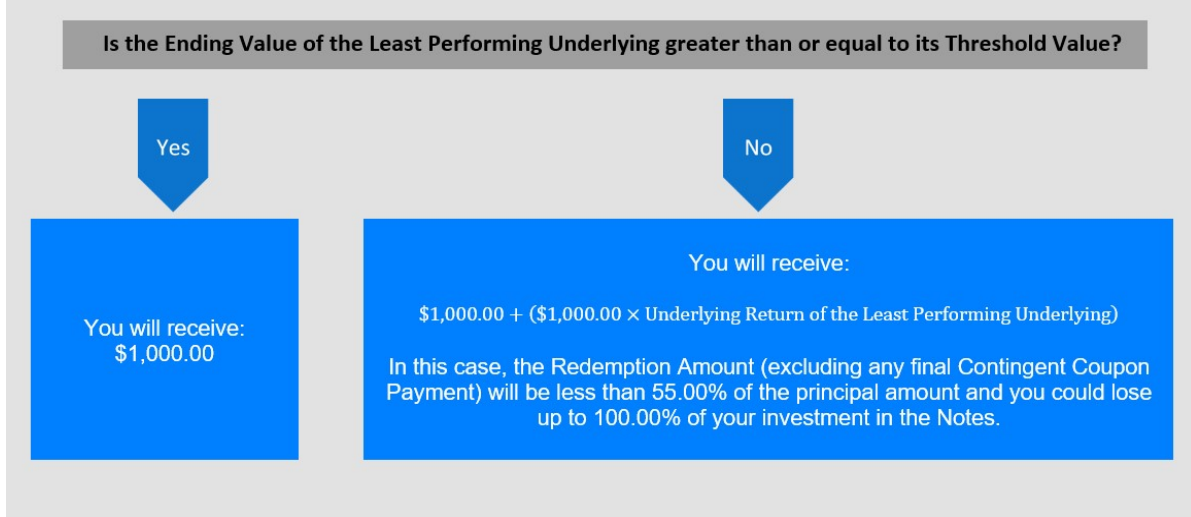 Is the Ending Value of the Least Performing Underlying greater than or equal to its Threshold Value?
Yes
No
You will receive:
$1,000.00
You will receive:
$1,000.00 + ($1,000.00 × Underlying Return of the Least Performing Underlying)
In this case, the Redemption Amount (excluding any final Contingent Coupon
Payment) will be less than 55.00% of the principal amount and you could lose
up to 100.00% of your investment in the Notes.